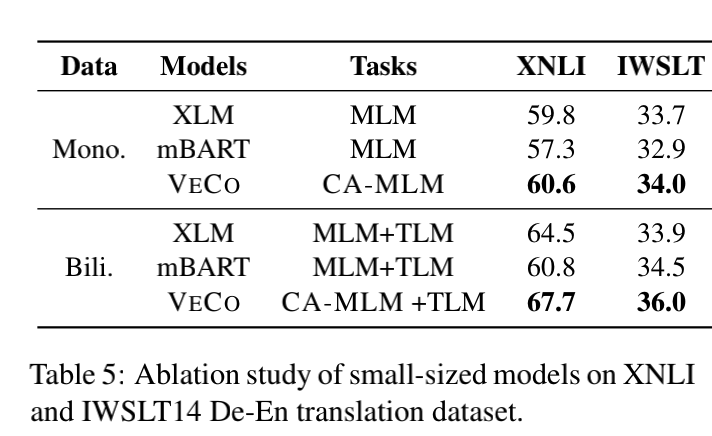 Data Models Tasks XNLI IWSLT
XLM MLM 59.8 33.7
Mono. mBART MLM 57.3 32.9
VECO CA-MLM 60.6 34.0
XLM MLM+TLM 64.5 33.9
Bili. mBART MLM+TLM 60.8 34.5
VECO CA-MLM +TLM 67.7 36.0
Table 5: Ablation study of small-sized models on XNLI
and IWSLT14 De-En translation dataset.